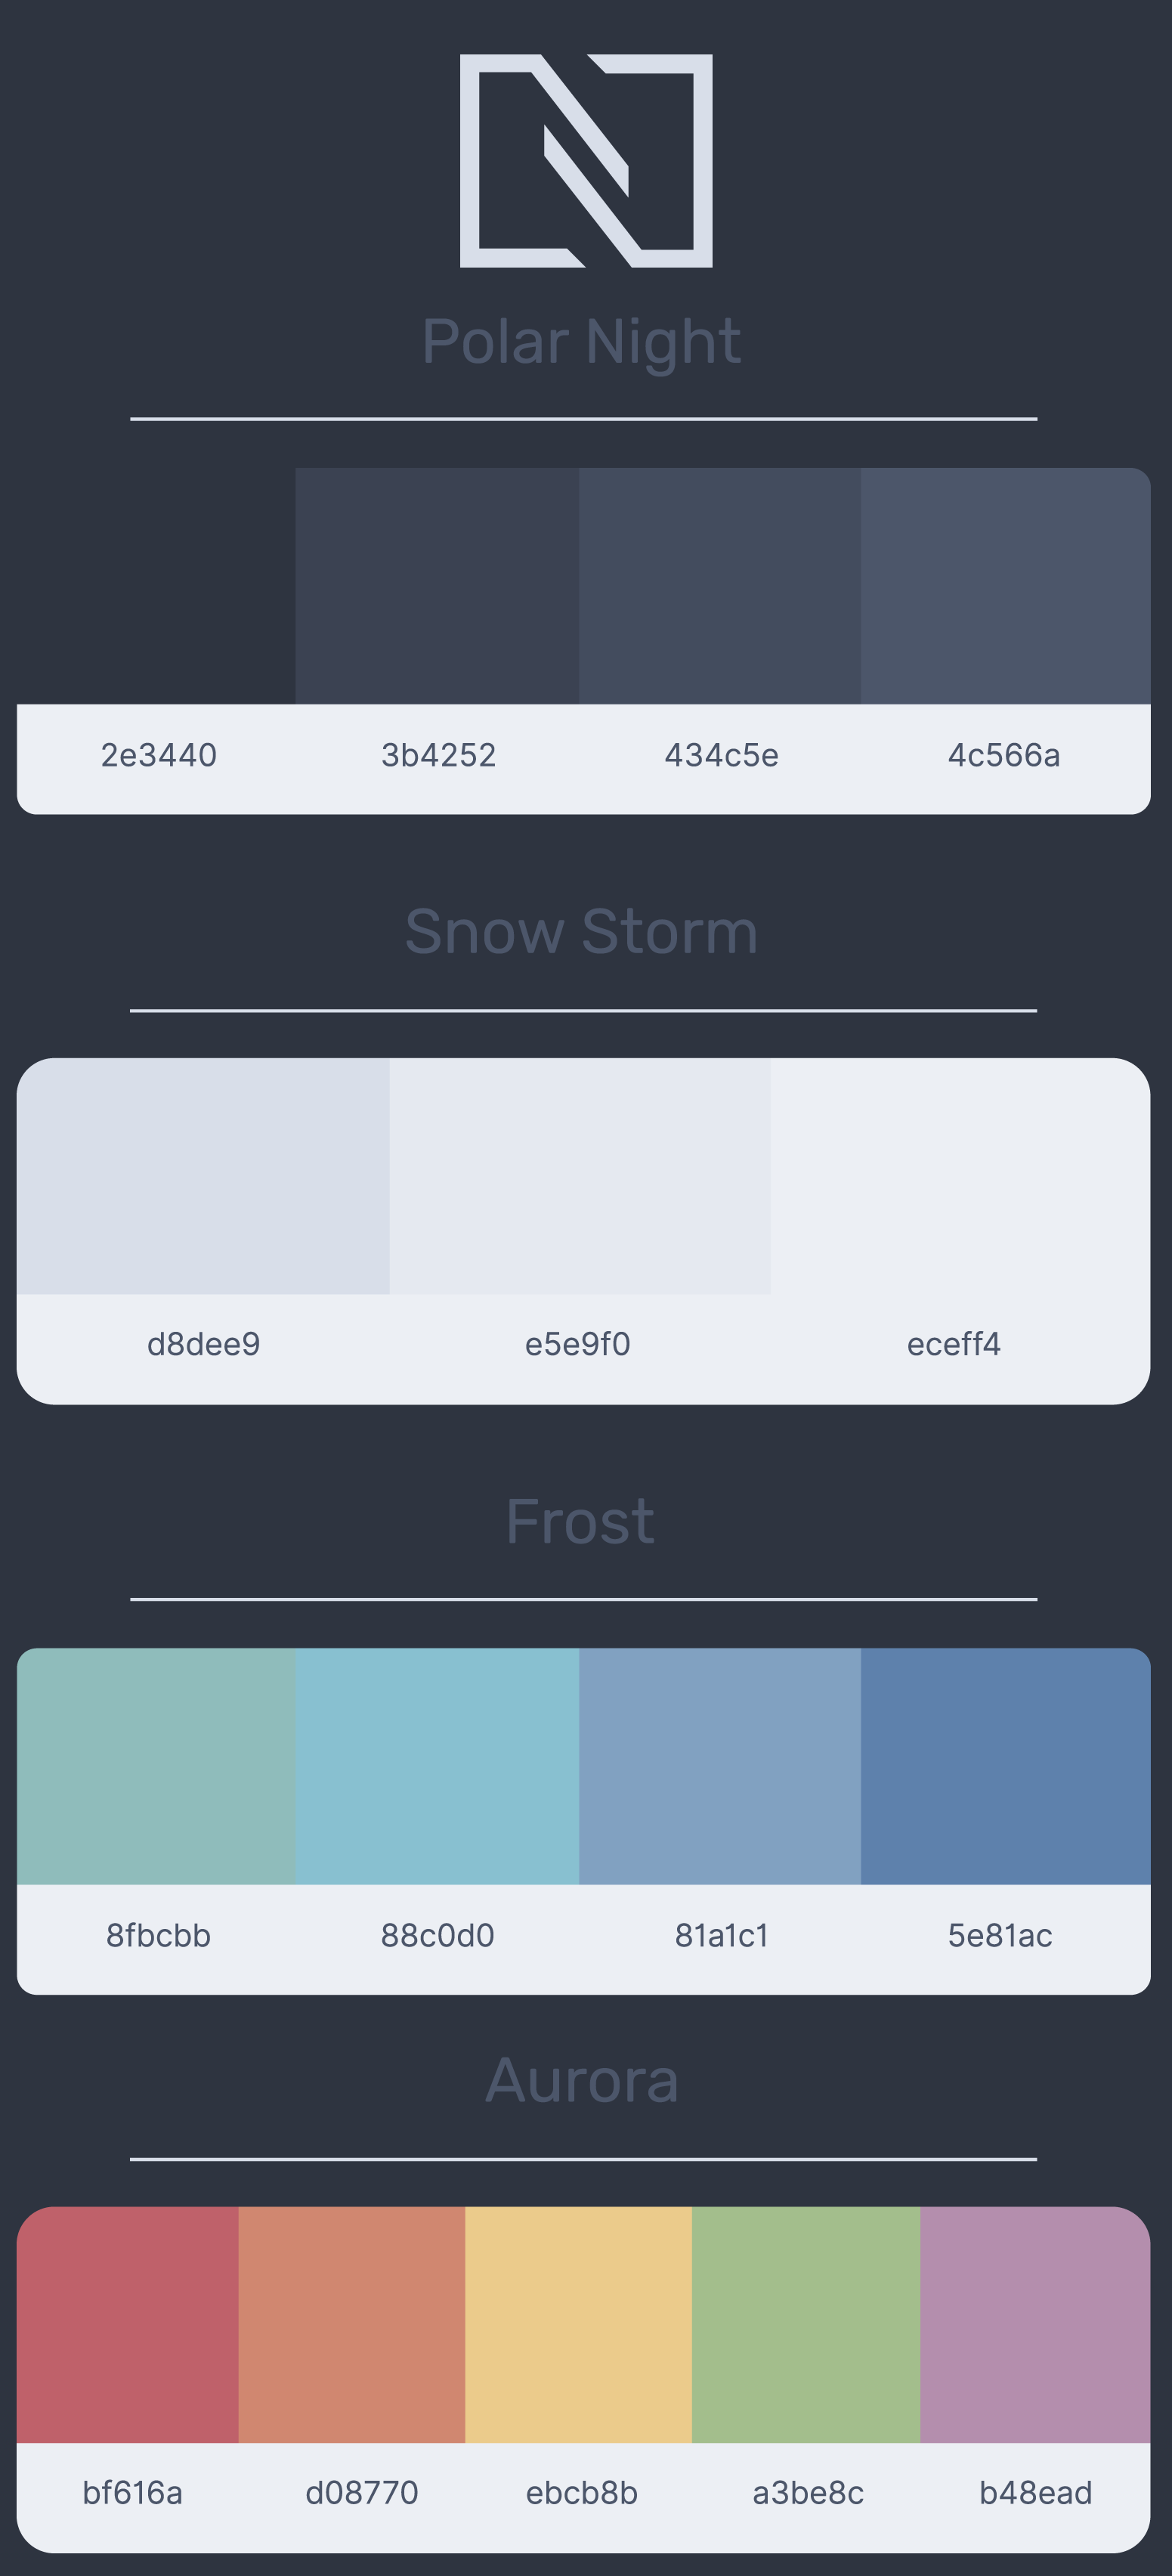 Polar Night
2e3440 3b4252 434c5e 4c566a
Snow Storm
d8dee9 e5e9f0 eceff4
Frost
8fbcbb 88c0d0 81a1c1 5e81ac
Aurora
bf616a d08770 ebcb8b a3be8c b48ead